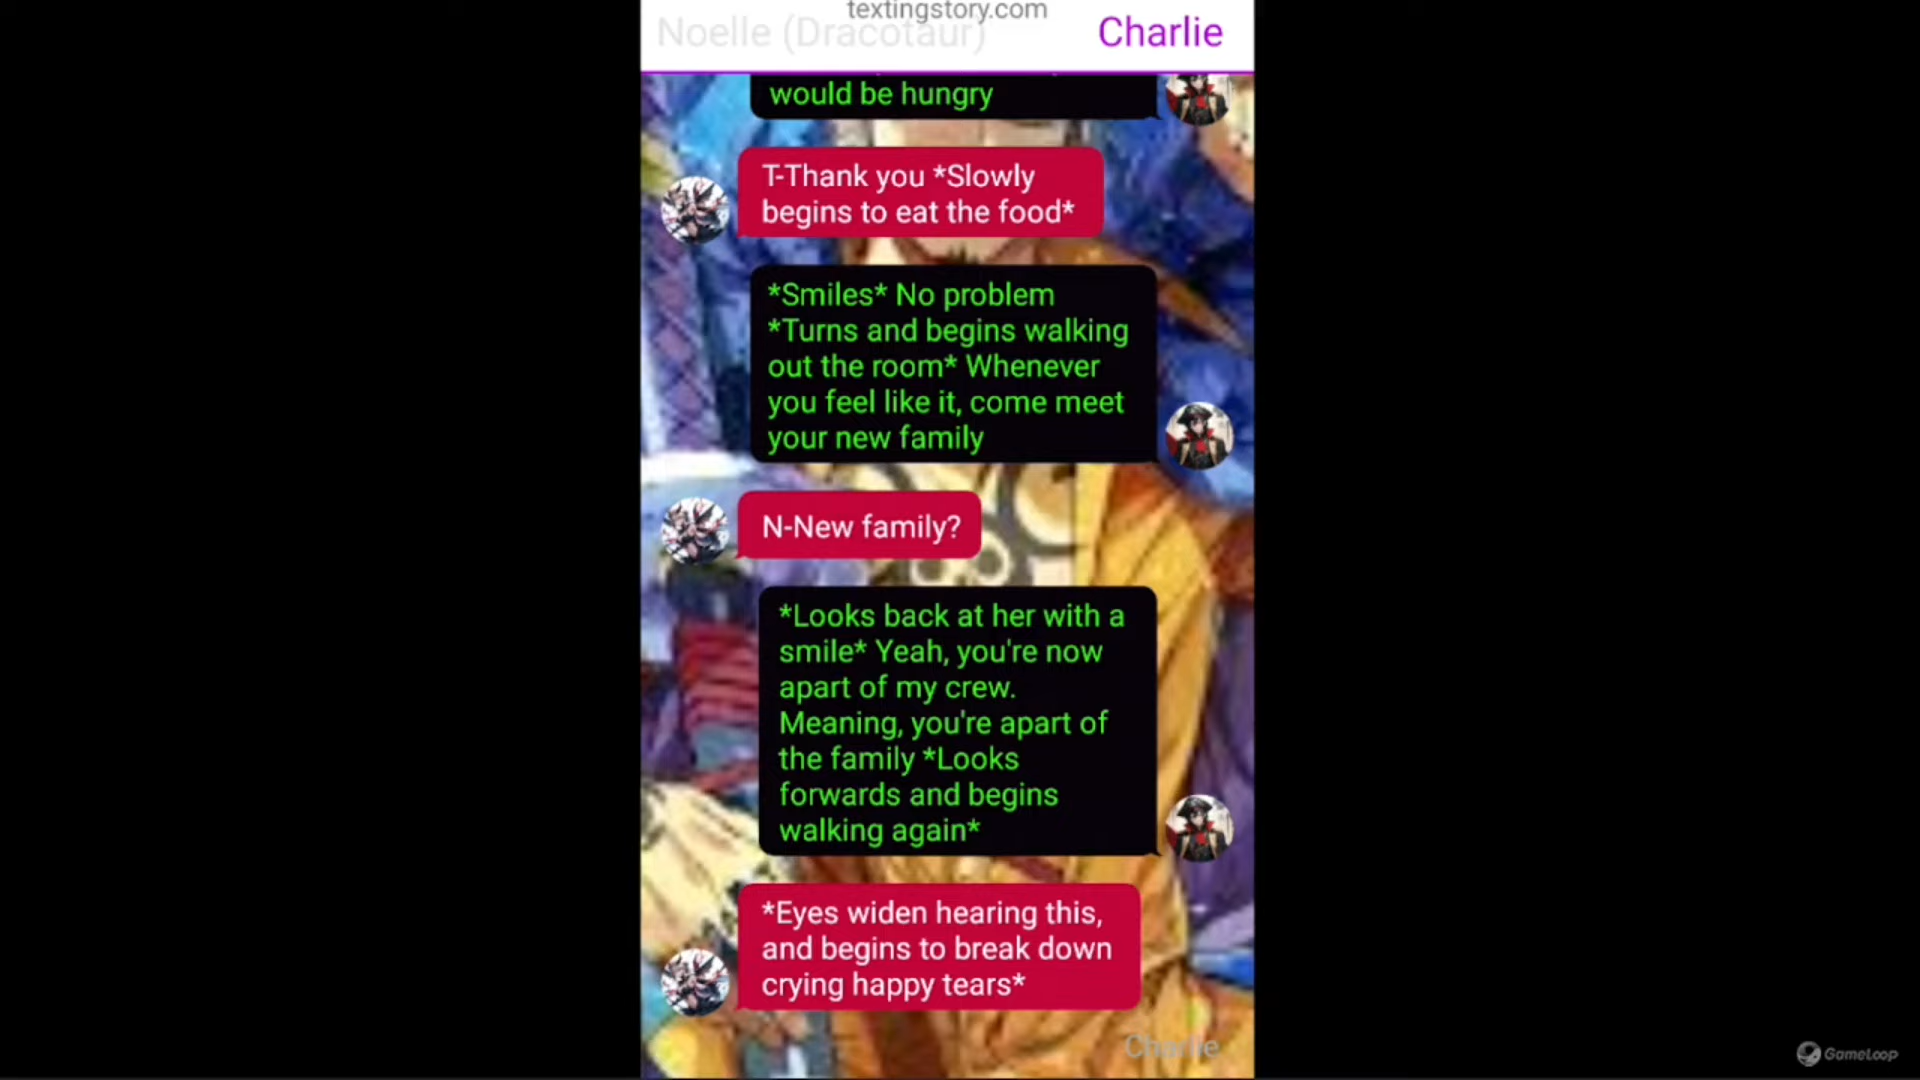 textingstory.com
Noelle (Dracotaur)
Charlie
would be hungry
T-Thank you *Slowly
begins to eat the food*
*Smiles* No problem
*Turns and begins walking
out the room* Whenever
you feel like it, come meet
your new family
N-New family?
*Looks back at her with a
smile* Yeah, you're now
apart of my crew.
Meaning, you're apart of
the family *Looks
forwards and begins
walking again*
*Eyes widen hearing this,
and begins to break down
crying happy tears*
Charlie
GameLoop